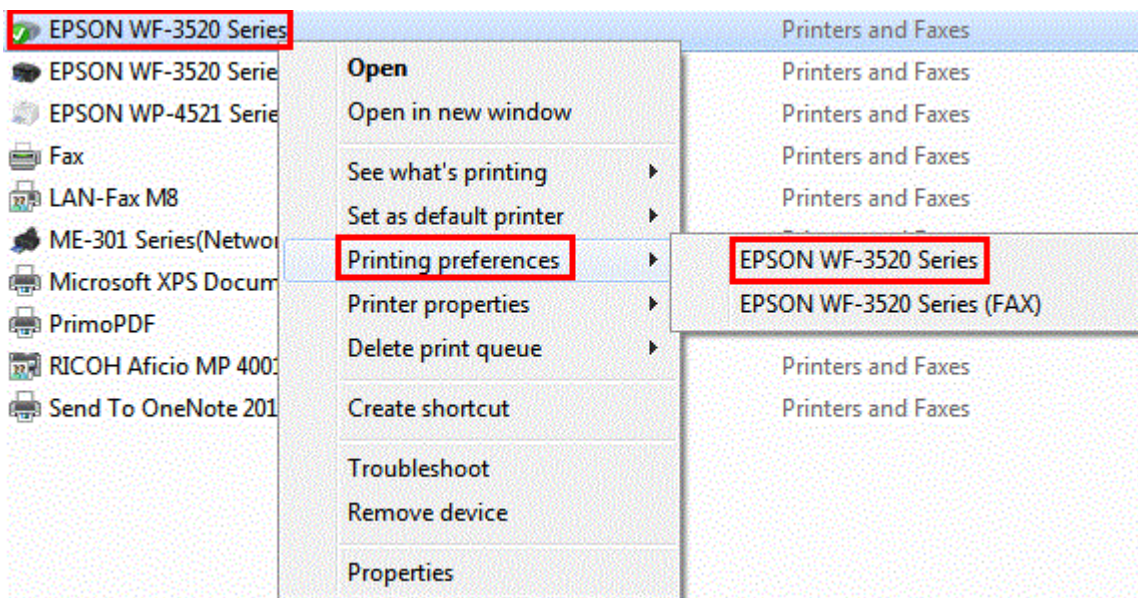 EPSON WF-3520 Series Printers and Faxes
EPSON WF-3520 Serie Printers and Faxes
EPSON WP-4521 Serie Printers and Faxes
Fax Printers and Faxes
LAN-Fax M8 Printers and Faxes
ME-301 Series(Networ
Microsoft XPS Docum
PrimoPDF
RICOH Aficio MP 4001 Printers and Faxes
Send To OneNote 201 Printers and Faxes
Open
Open in new window
See what's printing
Set as default printer
Printing preferences
Printer properties
Delete print queue
Create shortcut
Troubleshoot
Remove device
Properties
EPSON WF-3520 Series
EPSON WF-3520 Series (FAX)